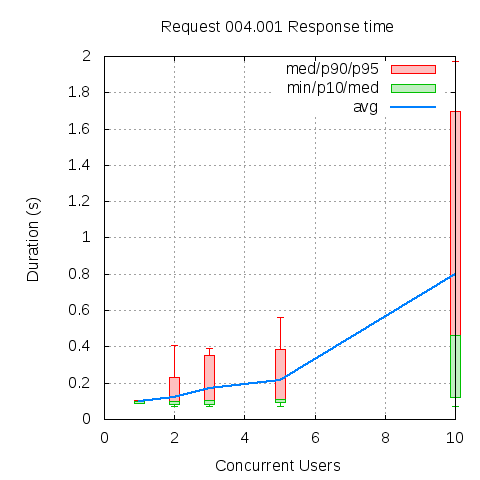 Request 004.001 Response time
med/p90/p95
min/p10/med
avg
2
1.8
1.6
1.4
1.2
1
0.8
0.6
0.4
0.2
0
Duration (s)
0 2 4 6 8 10
Concurrent Users